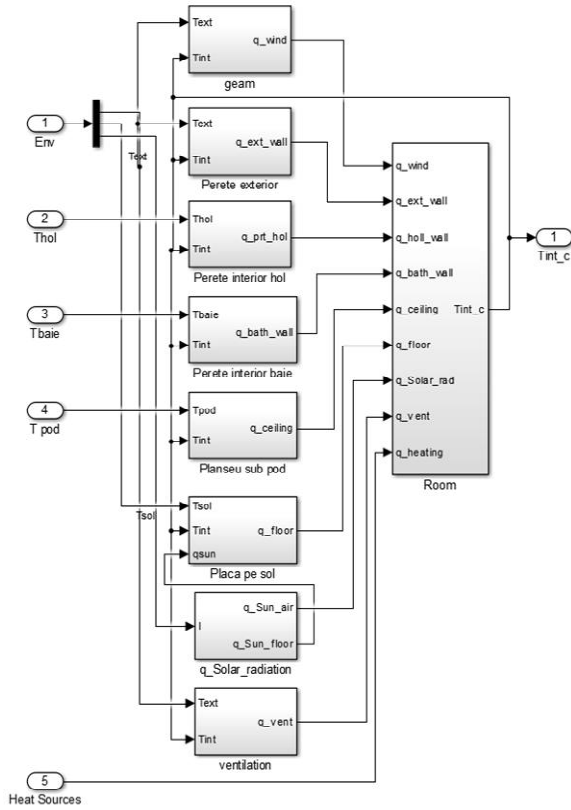 Text
Tint
q_wind
geam
1
Env
Text
Text
Tint
q_ext_wall
Perete exterior
2
Thol
Thol
Tint
q_prt_hol
Perete interior hol
3
Tbaie
Tbaie
Tint
q_bath_wall
Perete interior baie
4
T pod
Tpod
Tint
q_ceiling
Planseu sub pod
Tsol
Tsol
Tint
qsun
q_floor
Placa pe sol
I
q_Sun_air
q_Sun_floor
q_Solar_radiation
Text
Tint
q_vent
ventilation
5
Heat Sources
q_wind
q_ext_wall
q_holl_wall
q_bath_wall
q_ceiling
q_floor
q_Solar_rad
q_vent
q_heating
Tint_c
Room
1
Tint_c